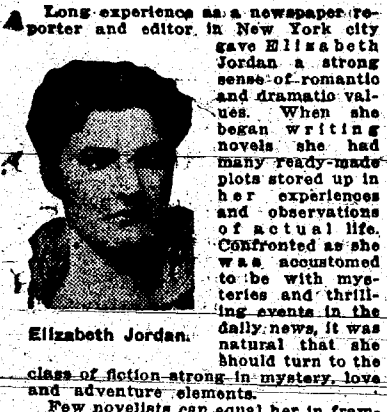 Long experience as a newspaper re-
porter and editor in New York city
gave Elizabeth
Jordan a strong
sense of romantic
and dramatic val-
ues. When she
began writing
novels she had
many ready-made
plots stored up in
her experiences
and observations
of actual life.
Confronted as she
was accustomed
to be with mys-
teries and thrill-
ing events in the
daily news, it was
natural that she
should turn to the
class of fiction strong in mystery, love
and adventure elements.
Elizabeth Jordan.
Few novelists can equal her in